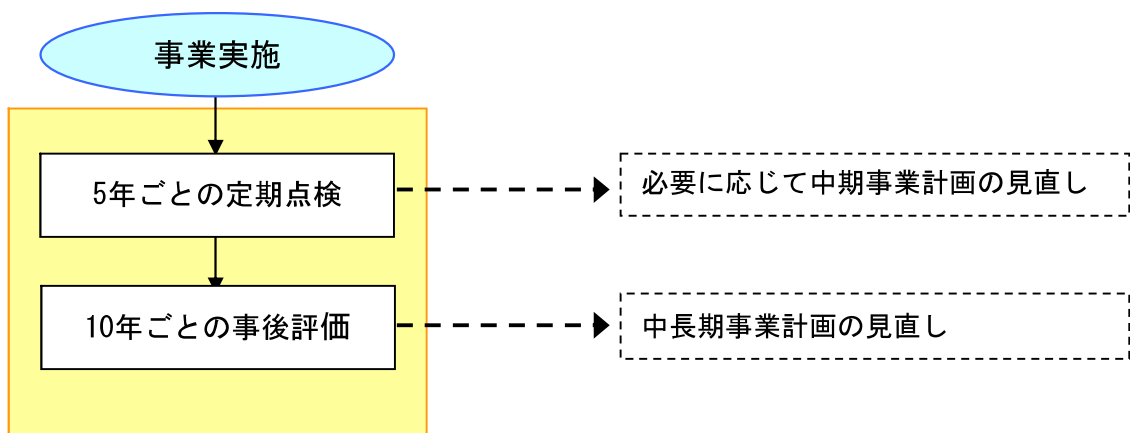 事業実施
5年ごとの定期点検
必要に応じて中期事業計画の見直し
10年ごとの事後評価
中長期事業計画の見直し